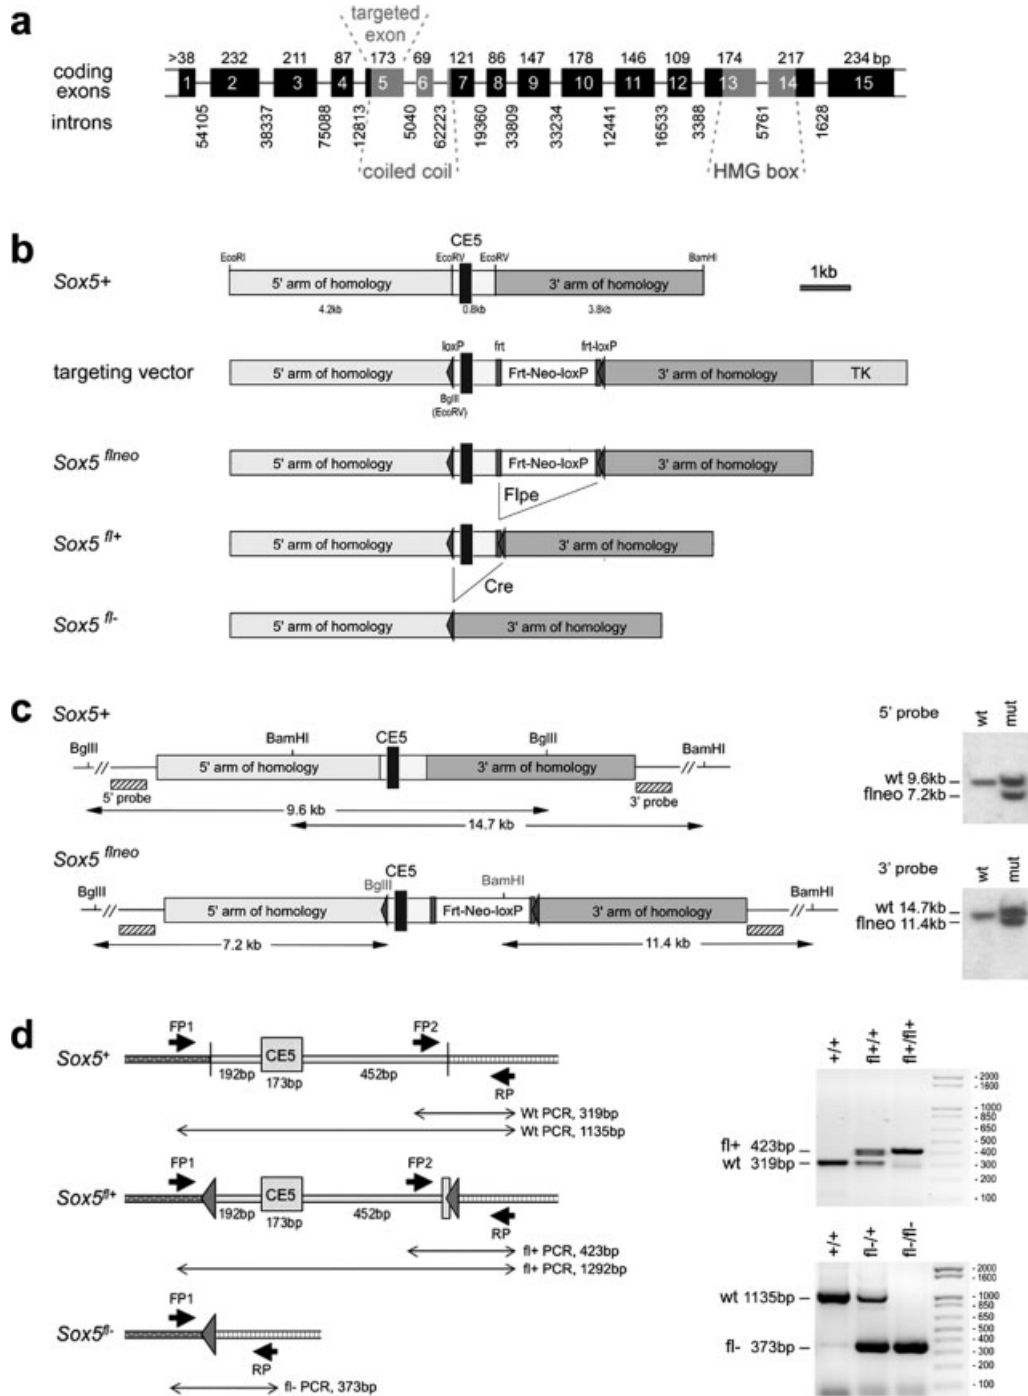 a
targeted
exon
>38 232 211 87 173 69 121 86 147 178 146 109 174 217 234 bp
coding
exons
1 2 3 4 5 6 7 8 9 10 11 12 13 14 15
introns
54105 38337 75088 12813 5040 62223 19360 33809 33234 12441 16533 3388 5761 1628
coiled coil
HMG box
b
CE5
EcoRI EcoRV EcoRV BamHI
1kb
Sox5+
5' arm of homology
3' arm of homology
4.2kb 0.8kb 3.8kb
loxP frt frt-loxP
targeting vector
5' arm of homology
Frt-Neo-loxP
3' arm of homology
TK
BglII
(EcoRV)
Sox5 flneo
5' arm of homology
Frt-Neo-loxP
3' arm of homology
Flpe
Sox5 fl+
5' arm of homology
3' arm of homology
Cre
Sox5 fl-
5' arm of homology
3' arm of homology
c
Sox5+
BglII
BamHI
CE5
BglII
BamHI
5' arm of homology
3' arm of homology
5' probe
3' probe
9.6 kb
14.7 kb
5' probe
wt mut
wt 9.6kb
flneo 7.2kb
Sox5 flneo
BglII
BglII
CE5
BamHI
BamHI
5' arm of homology
Frt-Neo-loxP
3' arm of homology
7.2 kb
11.4 kb
3' probe
wt mut
wt 14.7kb
flneo 11.4kb
d
FP1 FP2
Sox5+
CE5
192bp 173bp 452bp
RP
Wt PCR, 319bp
Wt PCR, 1135bp
FP1 FP2
Sox5fl+
CE5
192bp 173bp 452bp
RP
fl+ PCR, 423bp
fl+ PCR, 1292bp
FP1
Sox5fl-
RP
fl- PCR, 373bp
+/+ fl+/+ fl+/fl+
fl+ 423bp
wt 319bp
- 2000
- 1600
- 1000
- 850
- 650
- 500
- 400
- 300
- 200
- 100
+/+ fl-/+ fl-/fl-
wt 1135bp
fl- 373bp
- 2000
- 1600
- 1000
- 850
- 650
- 500
- 400
- 300
- 200
- 100